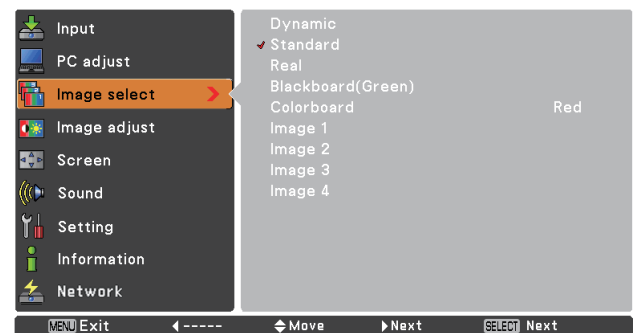 Input
PC adjust
Image select
Image adjust
Screen
Sound
Setting
Information
Network
Dynamic
Standard
Real
Blackboard(Green)
Colorboard Red
Image 1
Image 2
Image 3
Image 4
MENU Exit ----- Move Next SELECT Next